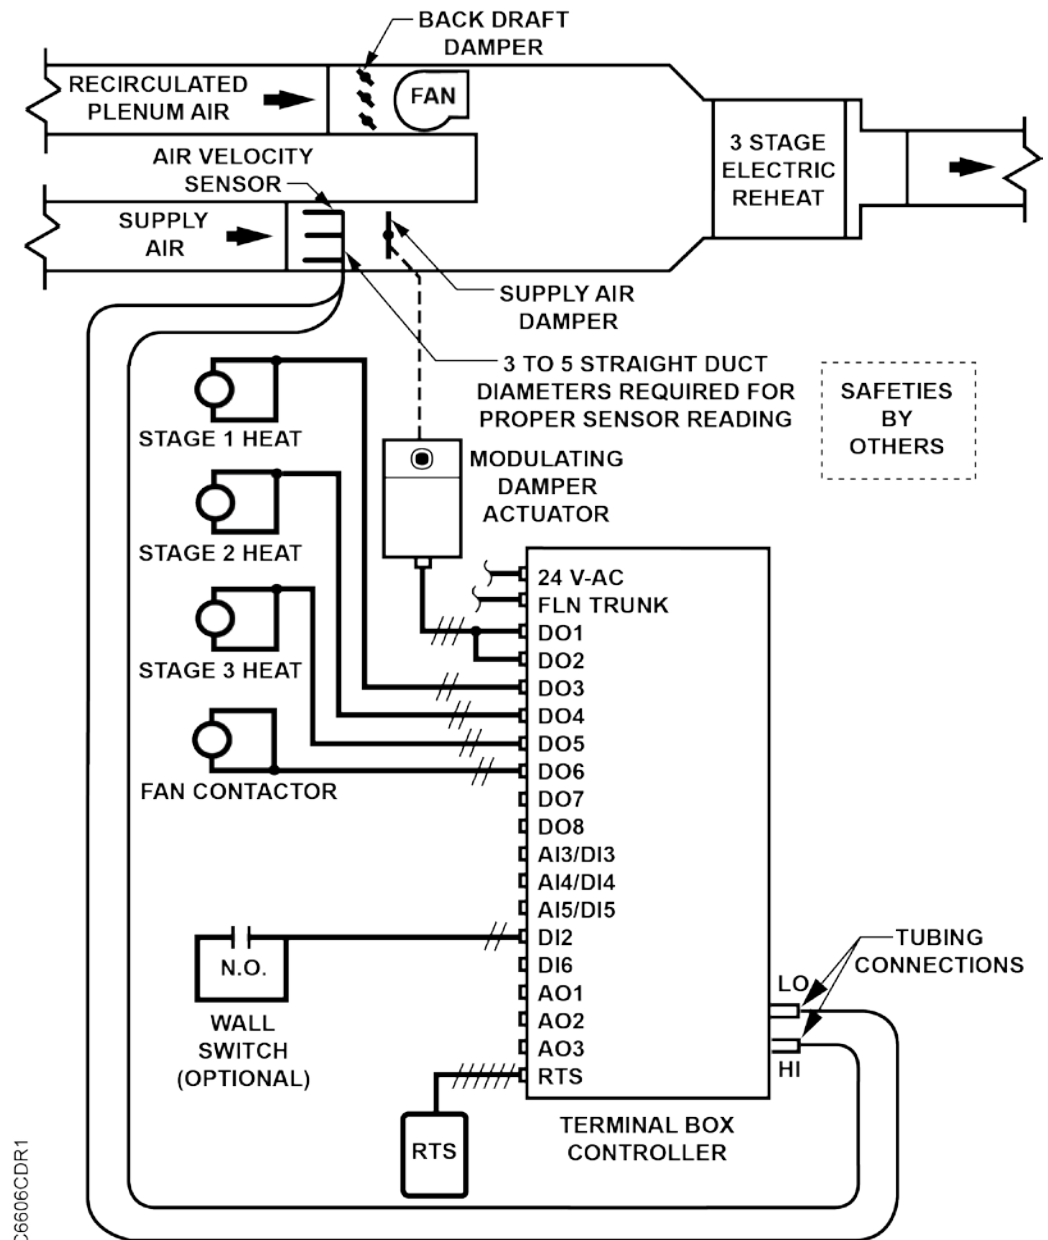 BACK DRAFT
DAMPER
RECIRCULATED
PLENUM AIR
FAN
3 STAGE
ELECTRIC
REHEAT
AIR VELOCITY
SENSOR
SUPPLY
AIR
SUPPLY AIR
DAMPER
3 TO 5 STRAIGHT DUCT
DIAMETERS REQUIRED FOR
PROPER SENSOR READING
SAFETIES
BY
OTHERS
STAGE 1 HEAT
MODULATING
DAMPER
ACTUATOR
STAGE 2 HEAT
STAGE 3 HEAT
FAN CONTACTOR
24 V-AC
FLN TRUNK
DO1
DO2
DO3
DO4
DO5
DO6
DO7
DO8
AI3/DI3
AI4/DI4
AI5/DI5
DI2
DI6
AO1
AO2
AO3
RTS
N.O.
WALL
SWITCH
(OPTIONAL)
TUBING
CONNECTIONS
LO
HI
RTS
TERMINAL BOX
CONTROLLER
C6606CDR1